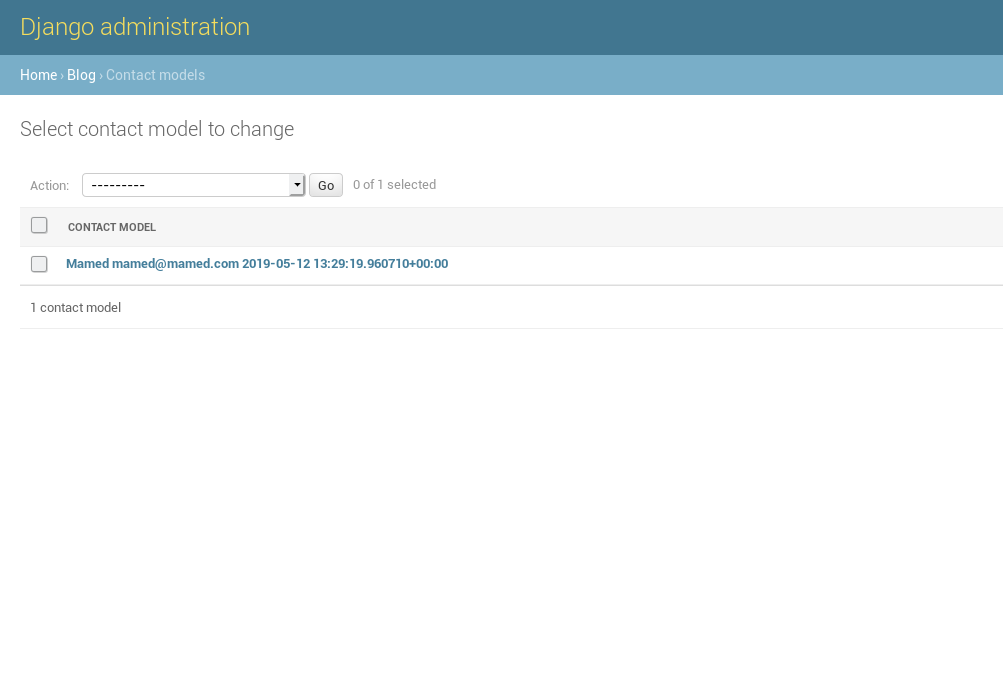 Django administration
Home › Blog › Contact models
Select contact model to change
Action: --------- Go 0 of 1 selected
CONTACT MODEL
Mamed mamed@mamed.com 2019-05-12 13:29:19.960710+00:00
1 contact model